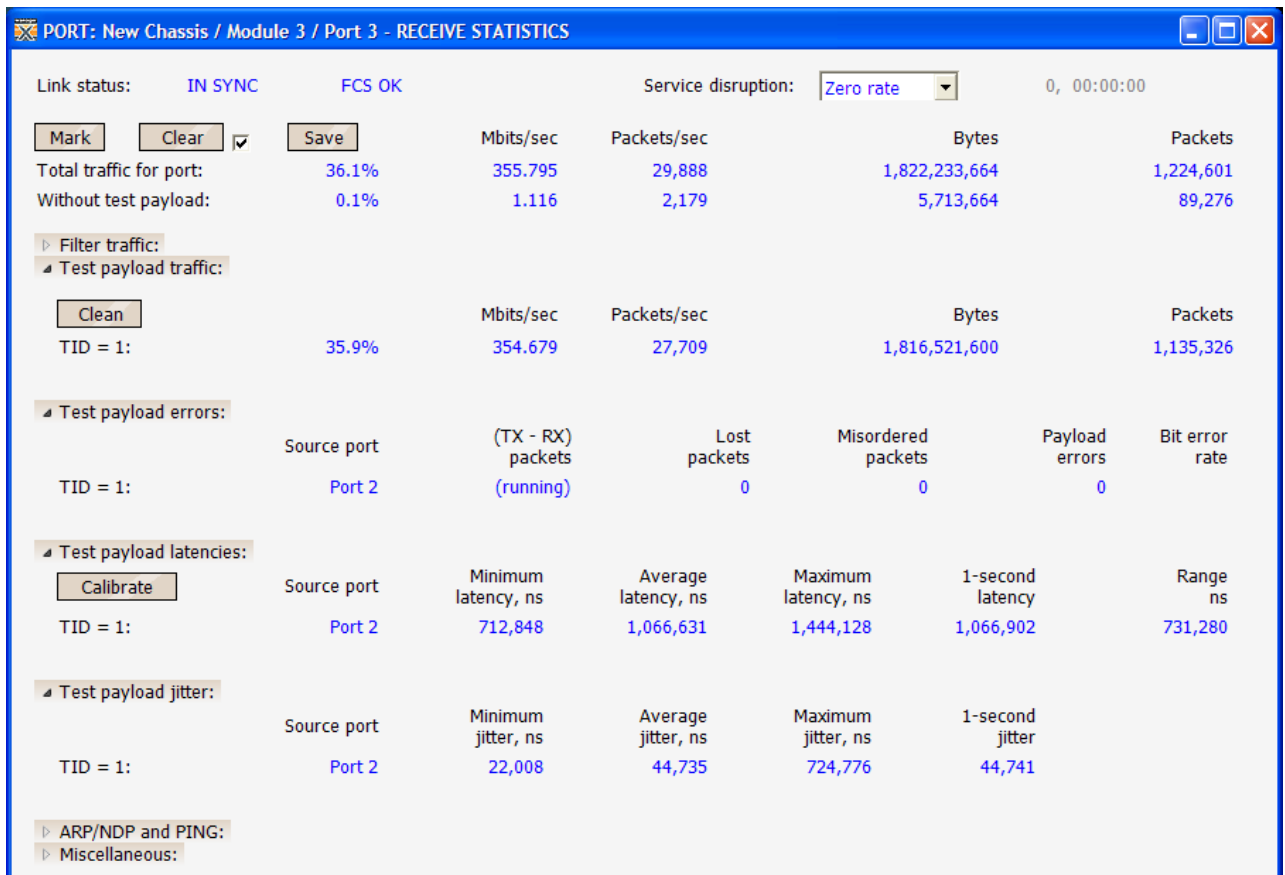 PORT: New Chassis / Module 3 / Port 3 - RECEIVE STATISTICS
Link status: IN SYNC FCS OK Service disruption: Zero rate 0, 00:00:00
Mark Clear Save Mbits/sec Packets/sec Bytes Packets
Total traffic for port: 36.1% 355.795 29,888 1,822,233,664 1,224,601
Without test payload: 0.1% 1.116 2,179 5,713,664 89,276
Filter traffic:
Test payload traffic:
Clean Mbits/sec Packets/sec Bytes Packets
TID = 1: 35.9% 354.679 27,709 1,816,521,600 1,135,326
Test payload errors:
Source port (TX - RX) packets Lost packets Misordered packets Payload errors Bit error rate
TID = 1: Port 2 (running) 0 0 0
Test payload latencies:
Calibrate Source port Minimum latency, ns Average latency, ns Maximum latency, ns 1-second latency Range ns
TID = 1: Port 2 712,848 1,066,631 1,444,128 1,066,902 731,280
Test payload jitter:
Source port Minimum jitter, ns Average jitter, ns Maximum jitter, ns 1-second jitter
TID = 1: Port 2 22,008 44,735 724,776 44,741
ARP/NDP and PING:
Miscellaneous: